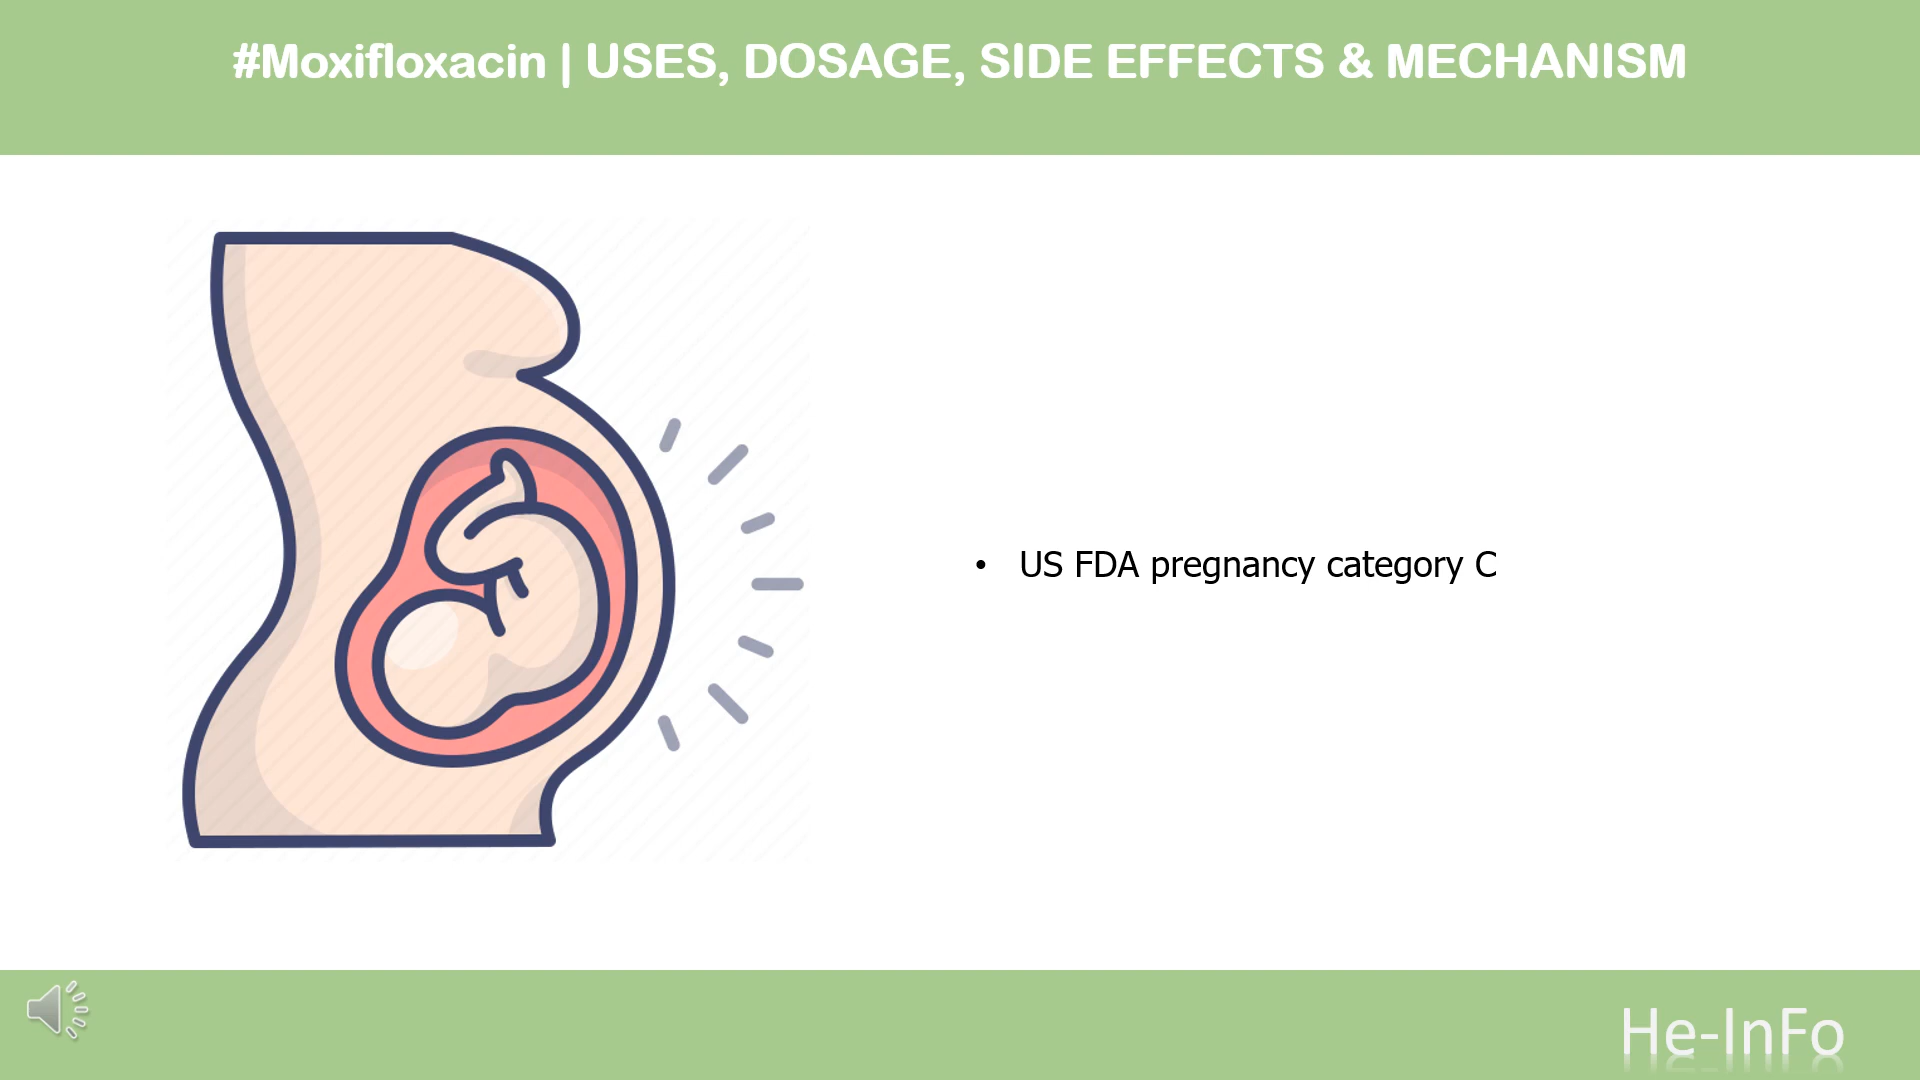 #Moxifloxacin | USES, DOSAGE, SIDE EFFECTS & MECHANISM
• US FDA pregnancy category C
He-InFo